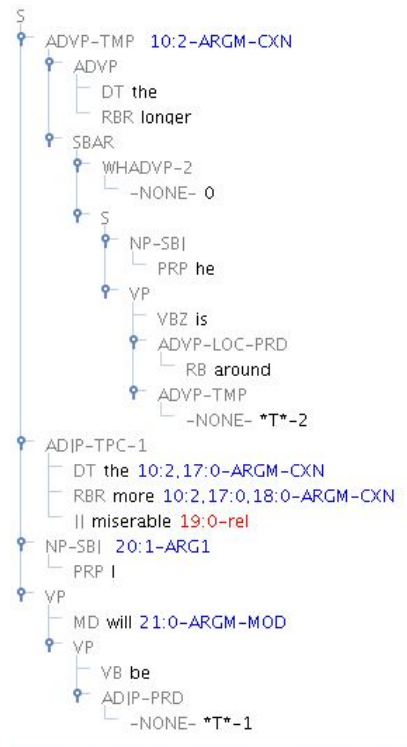 S
ADVP-TMP 10:2-ARGM-CXN
ADVP
DT the
RBR longer
SBAR
WHADVP-2
-NONE- 0
S
NP-SBJ
PRP he
VP
VBZ is
ADVP-LOC-PRD
RB around
ADVP-TMP
-NONE- *T*-2
ADJP-TPC-1
DT the 10:2,17:0-ARGM-CXN
RBR more 10:2,17:0,18:0-ARGM-CXN
JJ miserable 19:0-rel
NP-SBJ 20:1-ARG1
PRP I
VP
MD will 21:0-ARGM-MOD
VP
VB be
ADJP-PRD
-NONE- *T*-1